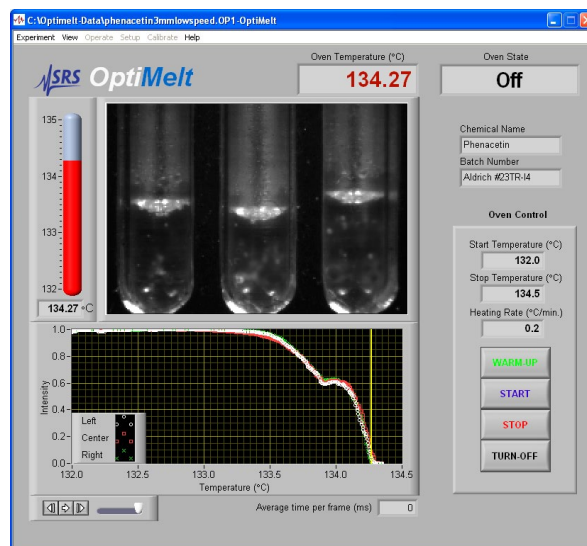 C:\Optimelt-Data\phenacetin3mmlowspeed.OP1-OptiMelt
Experiment View Operate Setup Calibrate Help
SRS OptiMelt
Oven Temperature (°C)
134.27
Oven State
Off
135-
134-
133-
132-
134.27 °C
Chemical Name
Phenacetin
Batch Number
Aldrich #23TR-I4
Oven Control
Start Temperature (°C)
132.0
Stop Temperature (°C)
134.5
Heating Rate (°C/min.)
0.2
WARM-UP
START
STOP
TURN-OFF
Intensity
1.0
0.8
0.6
0.4
0.2
0.0
Left
Center
Right
132.0 132.5 133.0 133.5 134.0 134.5
Temperature (°C)
Average time per frame (ms) 0